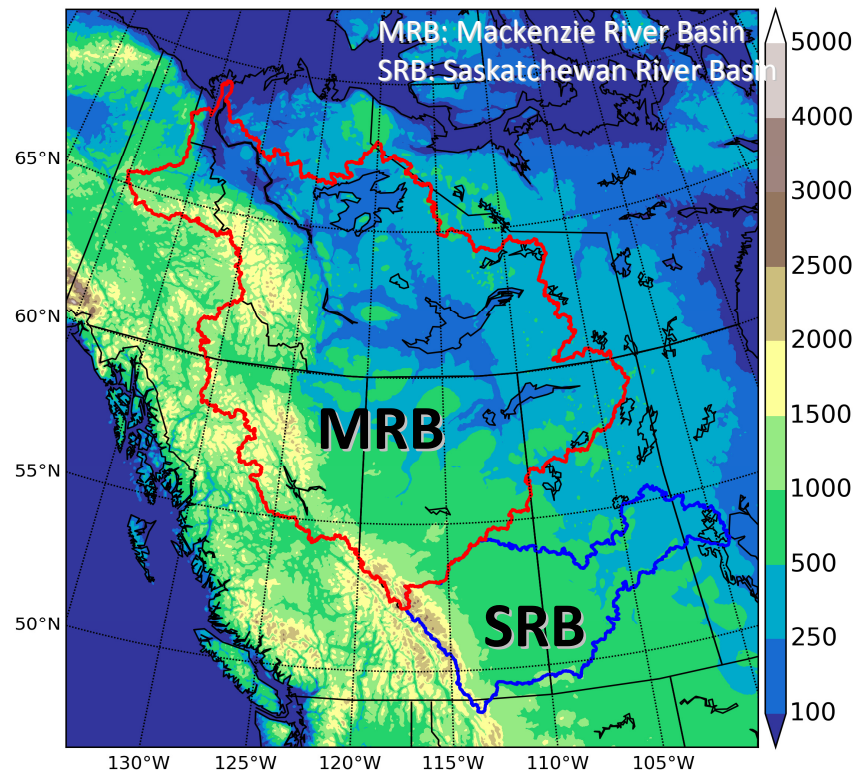 MRB: Mackenzie River Basin
SRB: Saskatchewan River Basin
5000
4000
3000
2500
2000
1500
1000
500
250
100
65°N
60°N
55°N
50°N
MRB
SRB
130°W
125°W
120°W
115°W
110°W
105°W